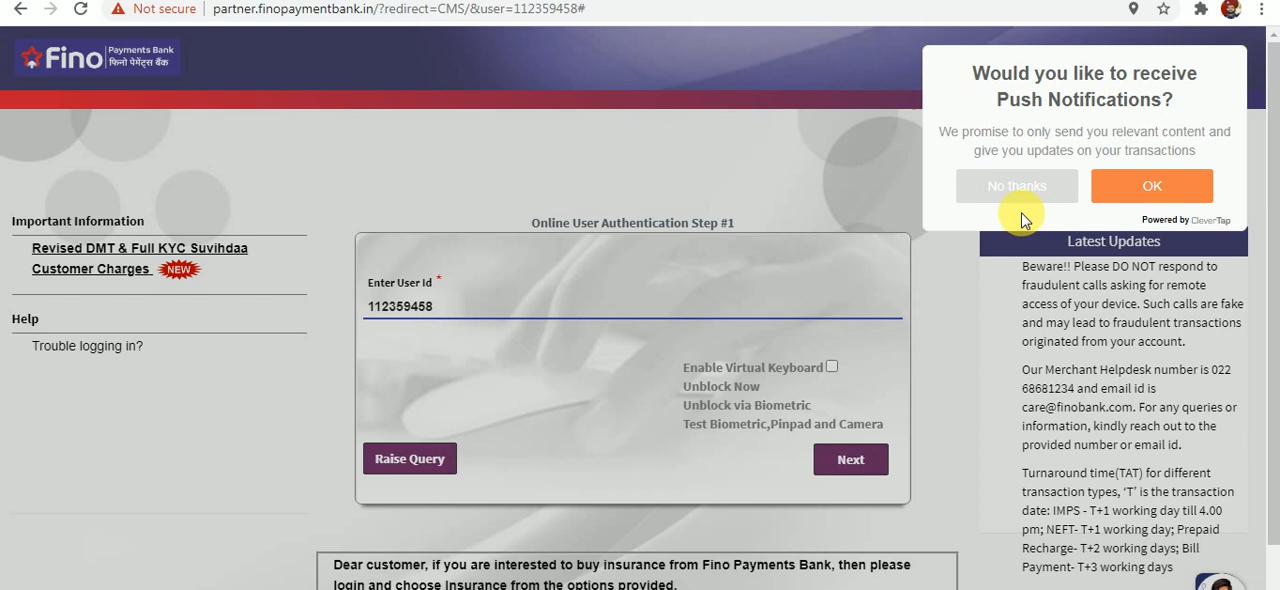 Not secure
partner.finopaymentbank.in/?redirect=CMS/&user=112359458#
Fino
Payments Bank
फिनो पेमेंट्स बैंक
Would you like to receive
Push Notifications?
We promise to only send you relevant content and
give you updates on your transactions
No thanks
OK
Powered by CleverTap
Important Information
Revised DMT & Full KYC Suvihdaa
Customer Charges NEW
Help
Trouble logging in?
Online User Authentication Step #1
Enter User Id *
112359458
Enable Virtual Keyboard
Unblock Now
Unblock via Biometric
Test Biometric,Pinpad and Camera
Raise Query
Next
Latest Updates
Beware!! Please DO NOT respond to
fraudulent calls asking for remote
access of your device. Such calls are fake
and may lead to fraudulent transactions
originated from your account.
Our Merchant Helpdesk number is 022
68681234 and email id is
care@finobank.com. For any queries or
information, kindly reach out to the
provided number or email id.
Turnaround time(TAT) for different
transaction types, ‘T’ is the transaction
date: IMPS - T+1 working day till 4.00
pm; NEFT- T+1 working day; Prepaid
Recharge- T+2 working days; Bill
Payment- T+3 working days
Dear customer, if you are interested to buy insurance from Fino Payments Bank, then please
login and choose Insurance from the options provided.